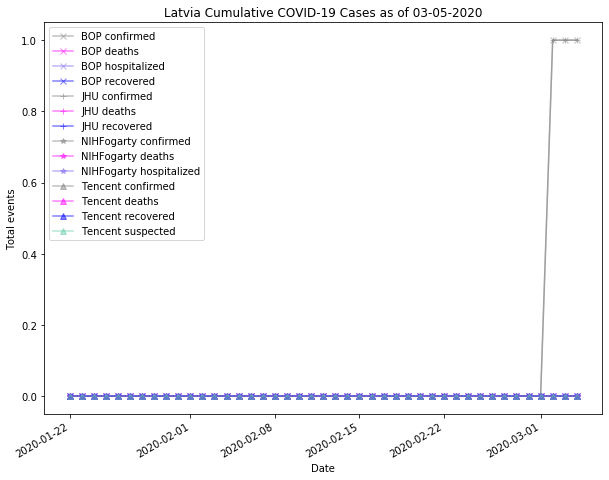 Latvia Cumulative COVID-19 Cases as of 03-05-2020
BOP confirmed
BOP deaths
BOP hospitalized
BOP recovered
JHU confirmed
JHU deaths
JHU recovered
NIHFogarty confirmed
NIHFogarty deaths
NIHFogarty hospitalized
Tencent confirmed
Tencent deaths
Tencent recovered
Tencent suspected
Total events
1.0
0.8
0.6
0.4
0.2
0.0
2020-01-22
2020-02-01
2020-02-08
2020-02-15
2020-02-22
2020-03-01
Date